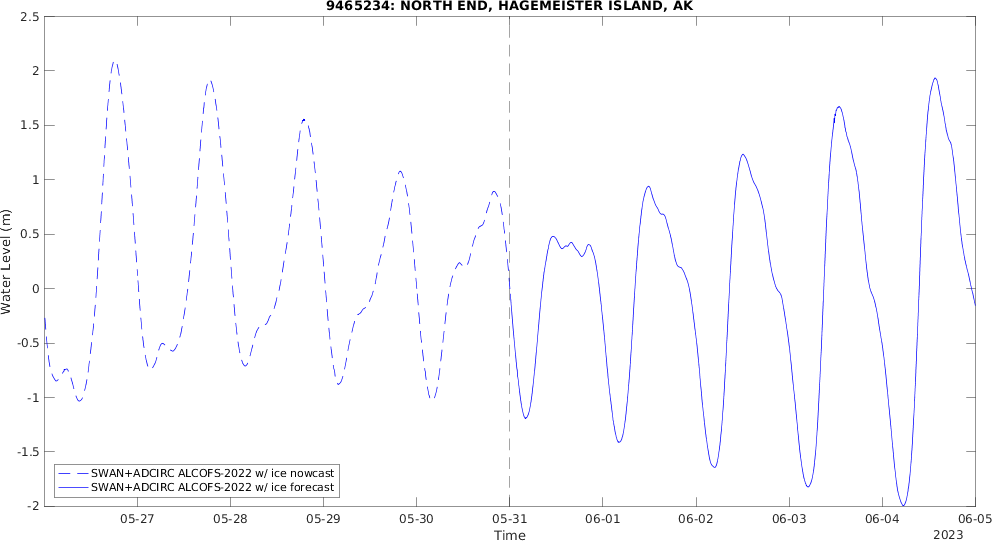 9465234: NORTH END, HAGEMEISTER ISLAND, AK
2.5
2
1.5
1
0.5
0
-0.5
-1
-1.5
-2
Water Level (m)
SWAN+ADCIRC ALCOFS-2022 w/ ice nowcast
SWAN+ADCIRC ALCOFS-2022 w/ ice forecast
05-27 05-28 05-29 05-30 05-31 06-01 06-02 06-03 06-04 06-05
Time
2023